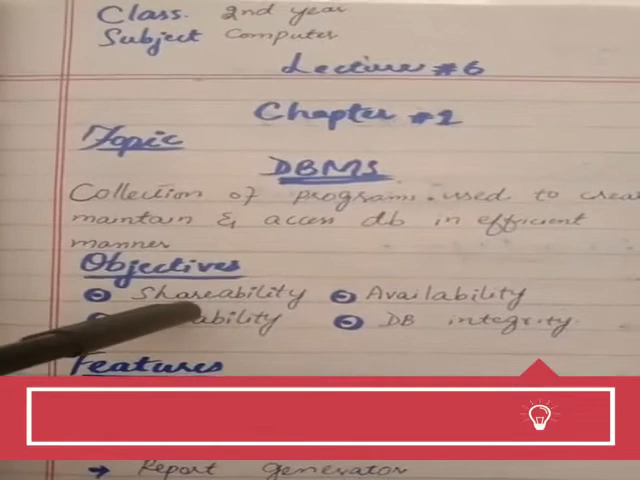 Class. 2nd year
Subject Computer
Lecture #6
Chapter #1
Topic
DBMS
Collection of programs used to
maintain & access db in efficient
manner
Objectives
Shareability Availability
ability DB integrity
Features
Report generator